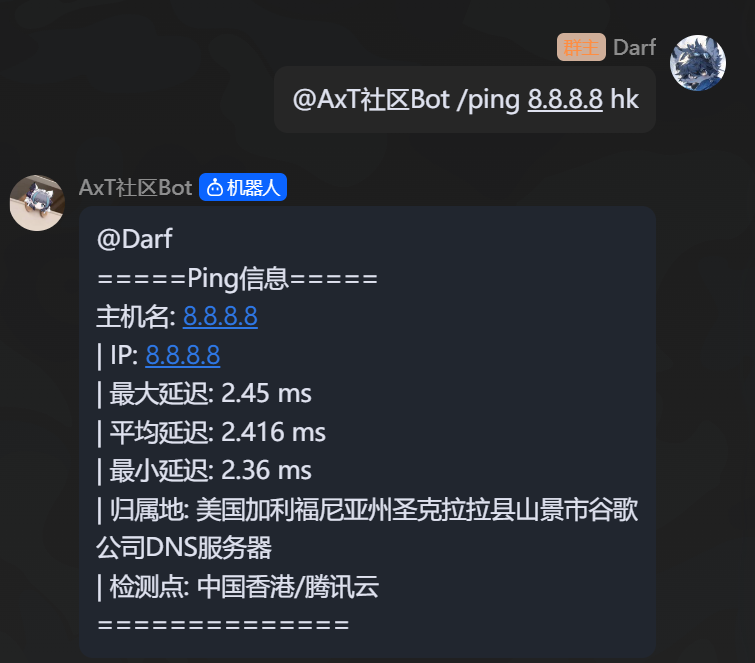 群主 Darf
@AxT社区Bot /ping 8.8.8.8 hk
AxT社区Bot 机器人
@Darf
=====Ping信息=====
主机名: 8.8.8.8
| IP: 8.8.8.8
| 最大延迟: 2.45 ms
| 平均延迟: 2.416 ms
| 最小延迟: 2.36 ms
| 归属地: 美国加利福尼亚州圣克拉拉县山景市谷歌
公司DNS服务器
| 检测点: 中国香港/腾讯云
==============